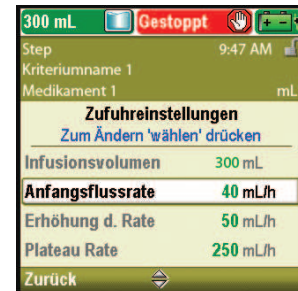 300 mL Gestoppt
Step 9:47 AM
Kriteriumname 1
Medikament 1 mL
Zufuhreinstellungen
Zum Ändern 'wählen' drücken
Infusionsvolumen 300 mL
Anfangsflussrate 40 mL/h
Erhöhung d. Rate 50 mL/h
Plateau Rate 250 mL/h
Zurück